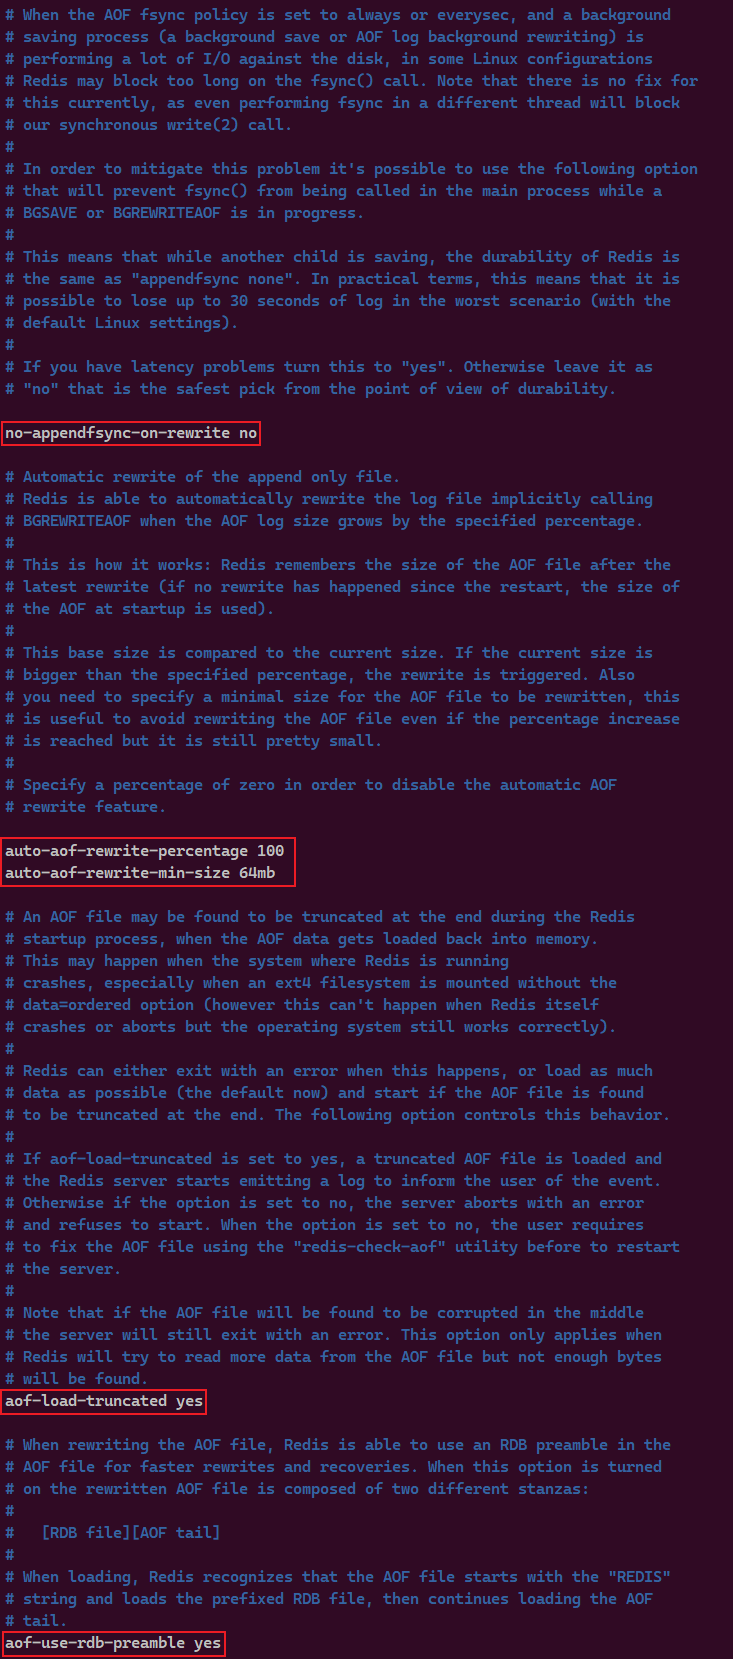 # When the AOF fsync policy is set to always or everysec, and a background
# saving process (a background save or AOF log background rewriting) is
# performing a lot of I/O against the disk, in some Linux configurations
# Redis may block too long on the fsync() call. Note that there is no fix for
# this currently, as even performing fsync in a different thread will block
# our synchronous write(2) call.
#
# In order to mitigate this problem it's possible to use the following option
# that will prevent fsync() from being called in the main process while a
# BGSAVE or BGREWRITEAOF is in progress.
#
# This means that while another child is saving, the durability of Redis is
# the same as "appendfsync none". In practical terms, this means that it is
# possible to lose up to 30 seconds of log in the worst scenario (with the
# default Linux settings).
#
# If you have latency problems turn this to "yes". Otherwise leave it as
# "no" that is the safest pick from the point of view of durability.
no-appendfsync-on-rewrite no
# Automatic rewrite of the append only file.
# Redis is able to automatically rewrite the log file implicitly calling
# BGREWRITEAOF when the AOF log size grows by the specified percentage.
#
# This is how it works: Redis remembers the size of the AOF file after the
# latest rewrite (if no rewrite has happened since the restart, the size of
# the AOF at startup is used).
#
# This base size is compared to the current size. If the current size is
# bigger than the specified percentage, the rewrite is triggered. Also
# you need to specify a minimal size for the AOF file to be rewritten, this
# is useful to avoid rewriting the AOF file even if the percentage increase
# is reached but it is still pretty small.
#
# Specify a percentage of zero in order to disable the automatic AOF
# rewrite feature.
auto-aof-rewrite-percentage 100
auto-aof-rewrite-min-size 64mb
# An AOF file may be found to be truncated at the end during the Redis
# startup process, when the AOF data gets loaded back into memory.
# This may happen when the system where Redis is running
# crashes, especially when an ext4 filesystem is mounted without the
# data=ordered option (however this can't happen when Redis itself
# crashes or aborts but the operating system still works correctly).
#
# Redis can either exit with an error when this happens, or load as much
# data as possible (the default now) and start if the AOF file is found
# to be truncated at the end. The following option controls this behavior.
#
# If aof-load-truncated is set to yes, a truncated AOF file is loaded and
# the Redis server starts emitting a log to inform the user of the event.
# Otherwise if the option is set to no, the server aborts with an error
# and refuses to start. When the option is set to no, the user requires
# to fix the AOF file using the "redis-check-aof" utility before to restart
# the server.
#
# Note that if the AOF file will be found to be corrupted in the middle
# the server will still exit with an error. This option only applies when
# Redis will try to read more data from the AOF file but not enough bytes
# will be found.
aof-load-truncated yes
# When rewriting the AOF file, Redis is able to use an RDB preamble in the
# AOF file for faster rewrites and recoveries. When this option is turned
# on the rewritten AOF file is composed of two different stanzas:
#
#   [RDB file][AOF tail]
#
# When loading, Redis recognizes that the AOF file starts with the "REDIS"
# string and loads the prefixed RDB file, then continues loading the AOF
# tail.
aof-use-rdb-preamble yes